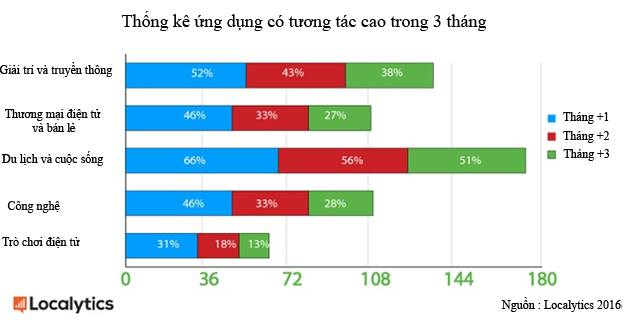 Thống kê ứng dụng có tương tác cao trong 3 tháng
Giải trí và truyền thông
52% 43% 38%
Thương mại điện tử
và bán lẻ
46% 33% 27%
Du lịch và cuộc sống
66% 56% 51%
Công nghệ
46% 33% 28%
Trò chơi điện tử
31% 18% 13%
Tháng +1
Tháng +2
Tháng +3
0 36 72 108 144 180
Localytics
Nguồn : Localytics 2016